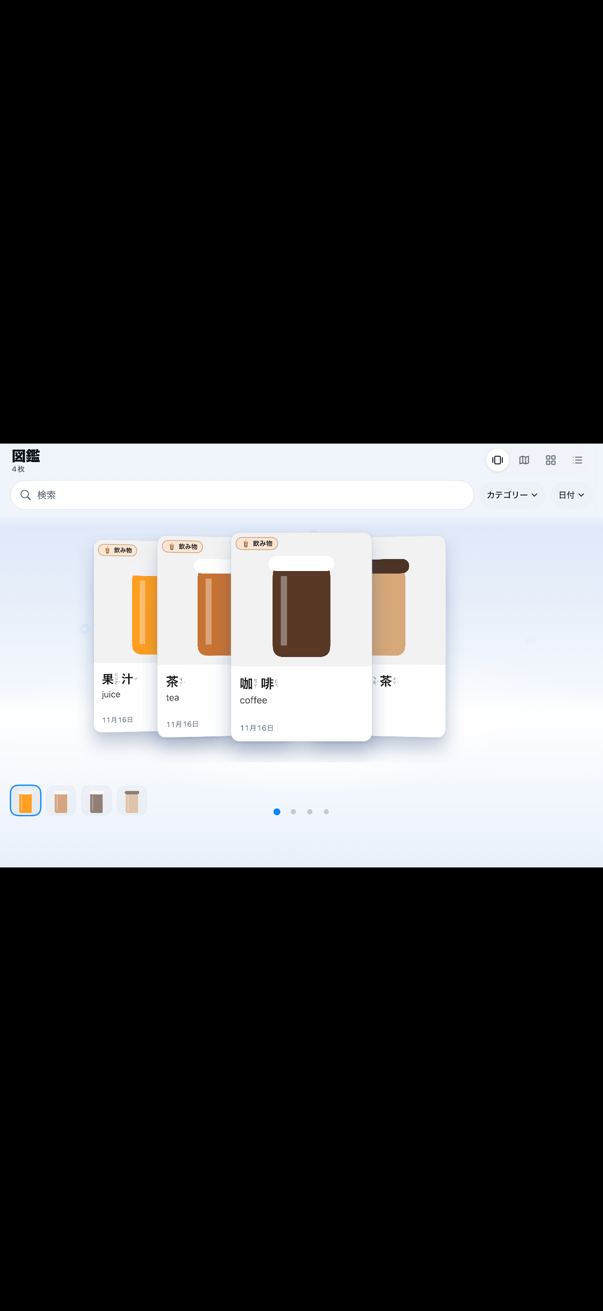 図鑑
4枚
検索
カテゴリー
日付
飲み物
飲み物
飲み物
果汁
juice
11月16日
茶
tea
11月16日
咖啡
coffee
11月16日
茶